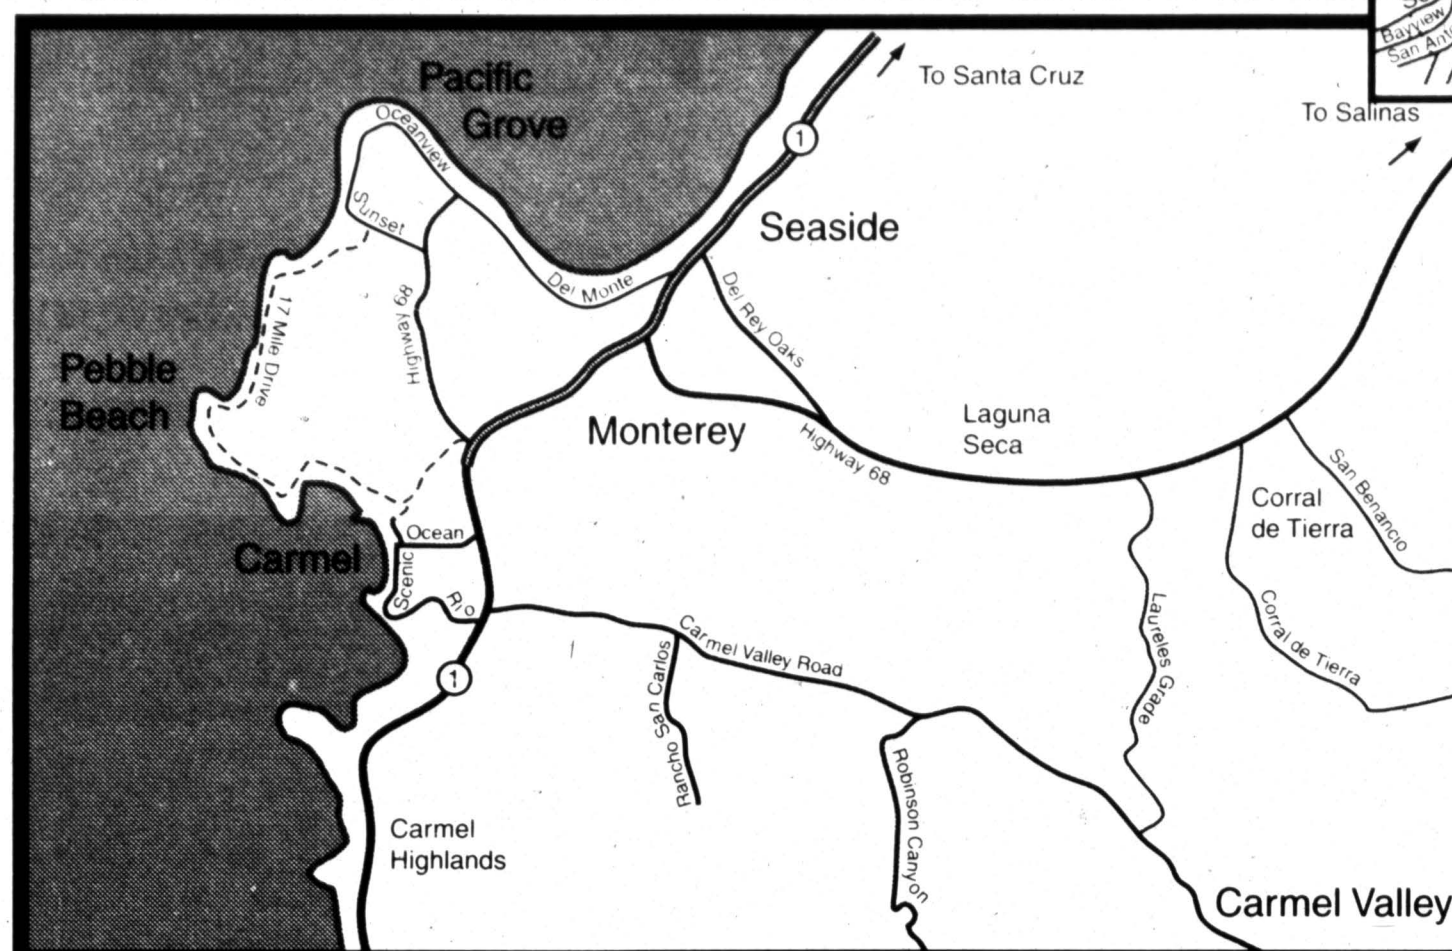 Bayview
San Ant
To Santa Cruz
To Salinas
Pacific
Grove
Oceanview
1
Sunset
Seaside
Del Monte
Del Rey Oaks
17 Mile Drive
Highway 68
Pebble
Beach
Monterey
Highway 68
Laguna
Seca
San Benancio
Corral
de Tierra
Ocean
Carmel
Scenic
Rio
Corral de Tierra
Laureles Grade
Carmel Valley Road
Rancho San Carlos
1
Robinson Canyon
Carmel
Highlands
Carmel Valley